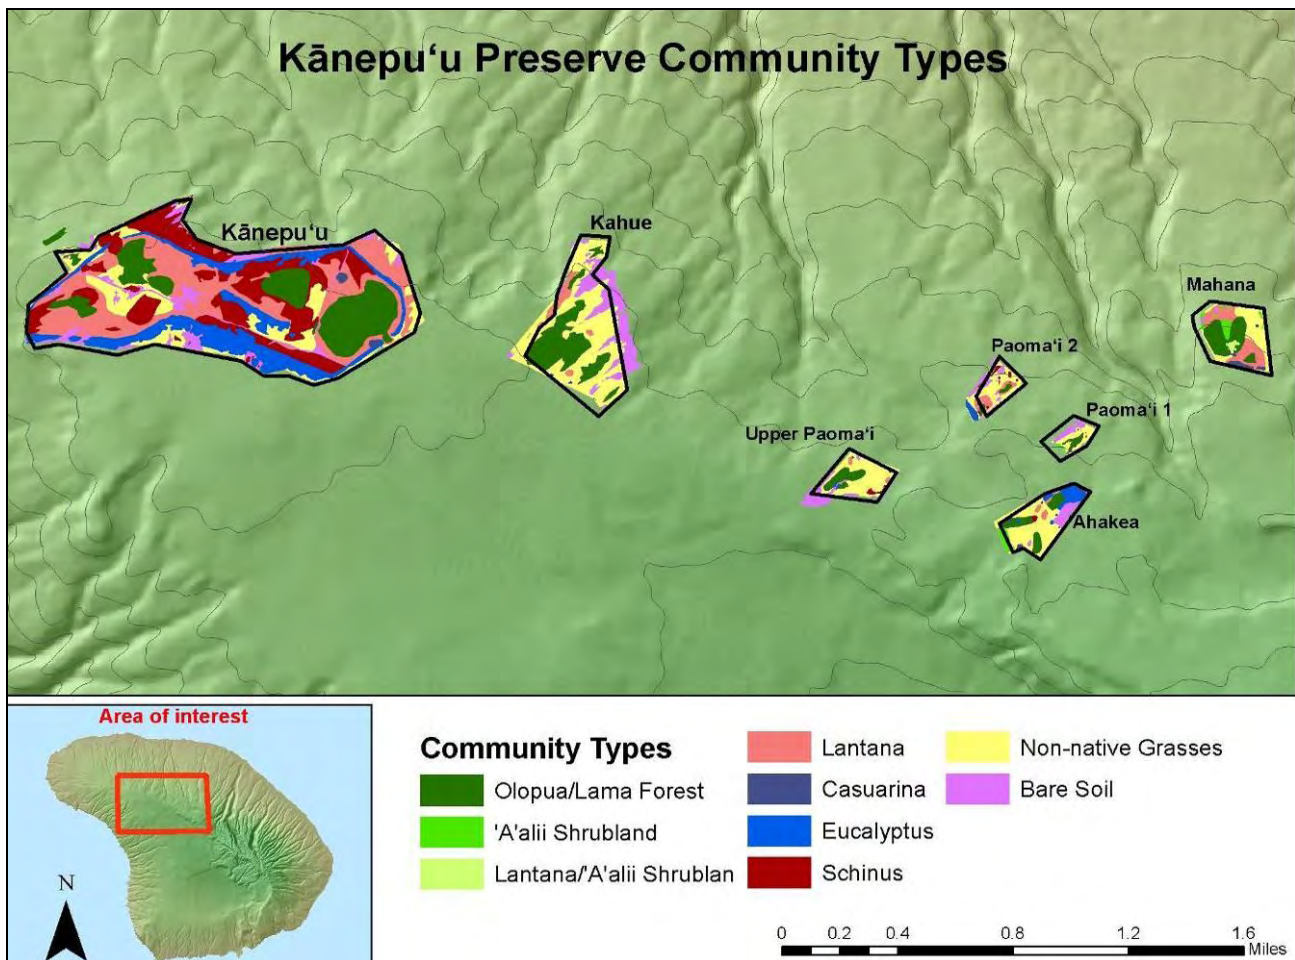 Kānepu‘u Preserve Community Types
Kānepu‘u
Kahue
Mahana
Paoma‘i 2
Paoma‘i 1
Upper Paoma‘i
Ahakea
Area of interest
N
Community Types
Olopua/Lama Forest
'A'alii Shrubland
Lantana/'A'alii Shrublan
Lantana
Casuarina
Eucalyptus
Schinus
Non-native Grasses
Bare Soil
0 0.2 0.4 0.8 1.2 1.6
Miles